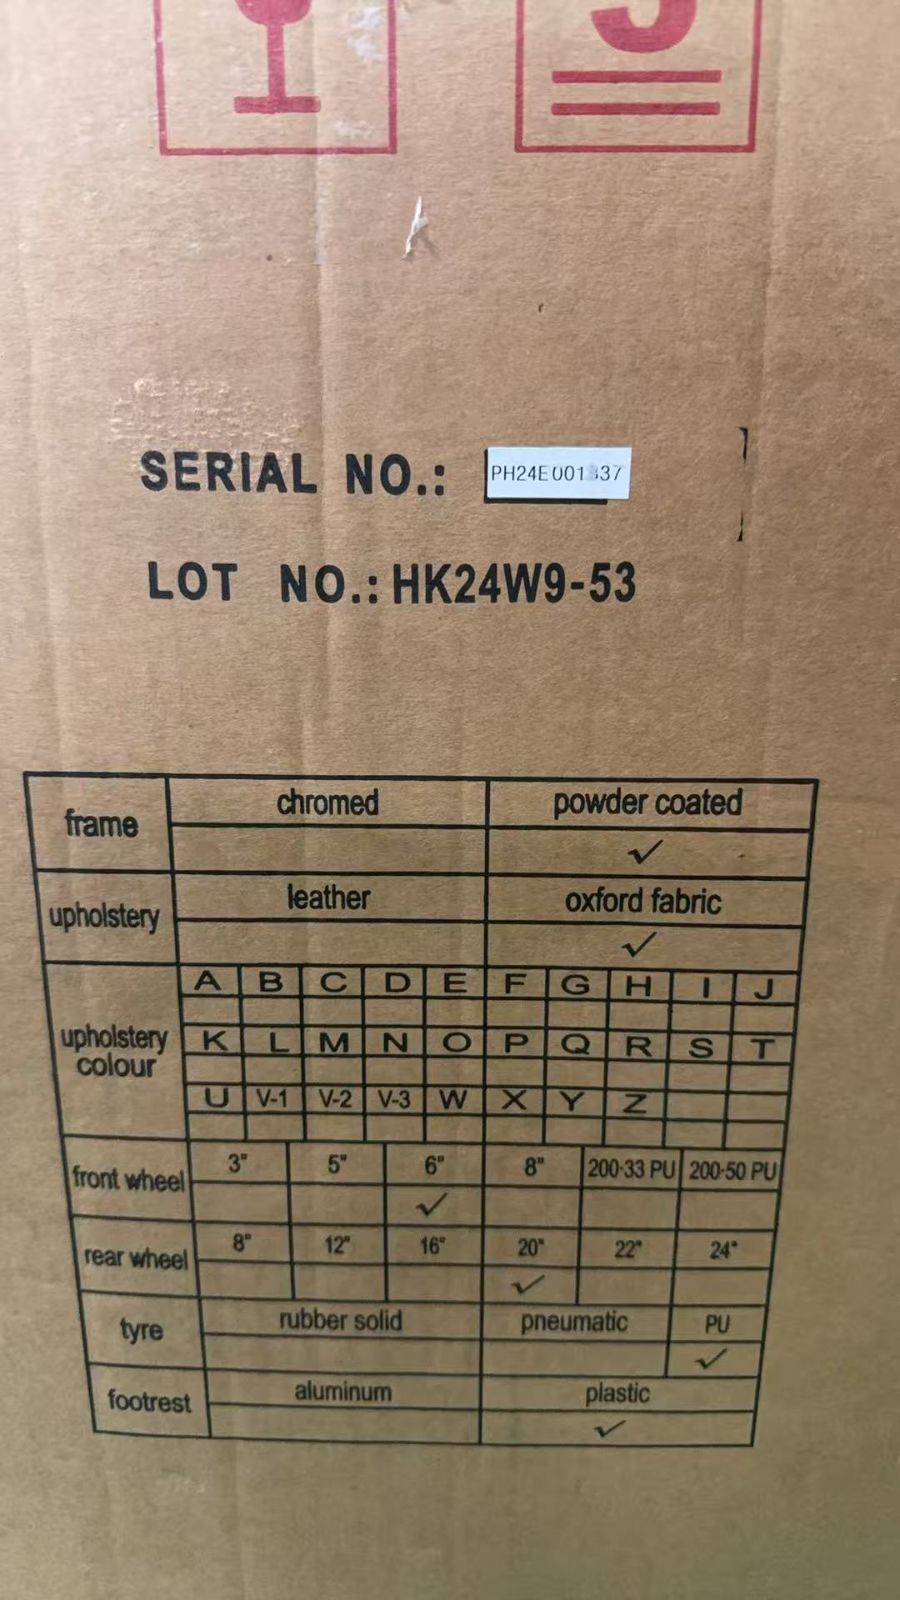 SERIAL NO.:
LOT NO.: HK24W9-53
frame chromed powder coated
✓
upholstery leather oxford fabric
✓
upholstery colour A B C D E F G H I J
K L M N O P Q R S T
U V-1 V-2 V-3 W X Y Z
front wheel 3" 5" 6" 8" 200-33 PU 200-50 PU
✓
rear wheel 8" 12" 16" 20" 22" 24"
✓
tyre rubber solid pneumatic PU
✓
footrest aluminum plastic
✓